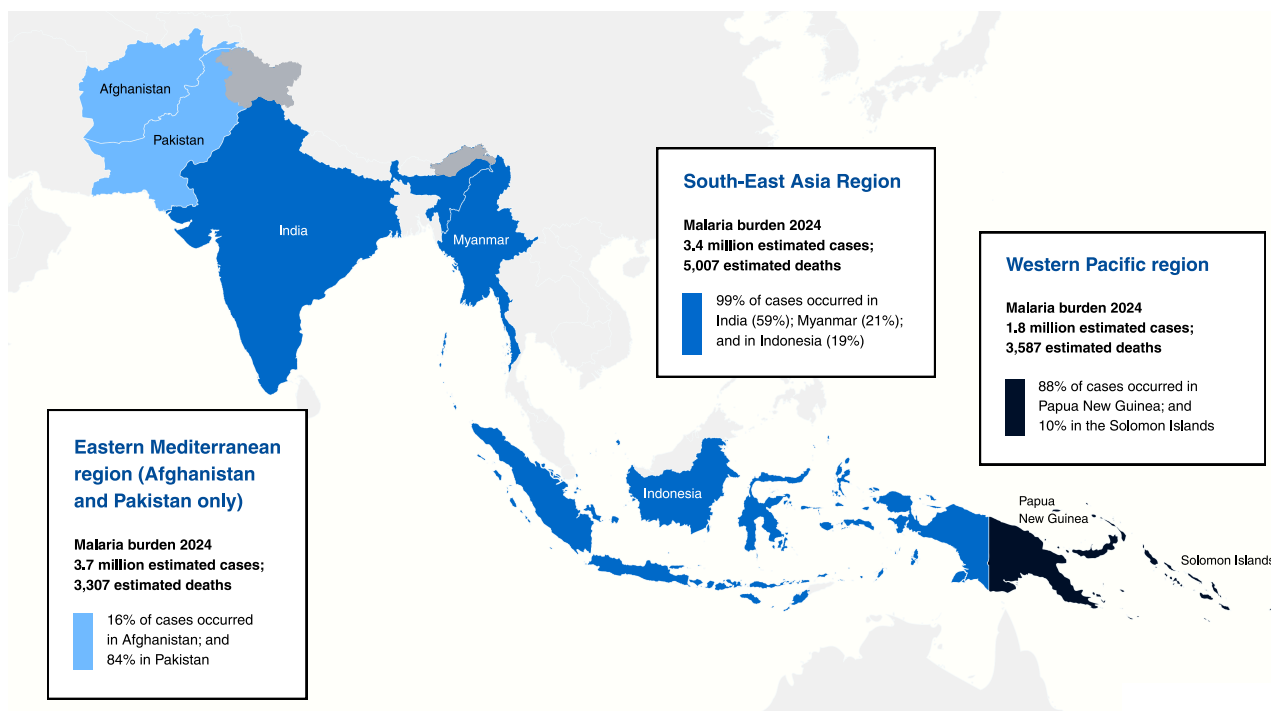 Afghanistan
Pakistan
India
Myanmar
South-East Asia Region
Malaria burden 2024
3.4 million estimated cases;
5,007 estimated deaths
99% of cases occurred in
India (59%); Myanmar (21%);
and in Indonesia (19%)
Western Pacific region
Malaria burden 2024
1.8 million estimated cases;
3,587 estimated deaths
88% of cases occurred in
Papua New Guinea; and
10% in the Solomon Islands
Eastern Mediterranean
region (Afghanistan
and Pakistan only)
Malaria burden 2024
3.7 million estimated cases;
3,307 estimated deaths
16% of cases occurred
in Afghanistan; and
84% in Pakistan
Indonesia
Papua
New Guinea
Solomon Islands